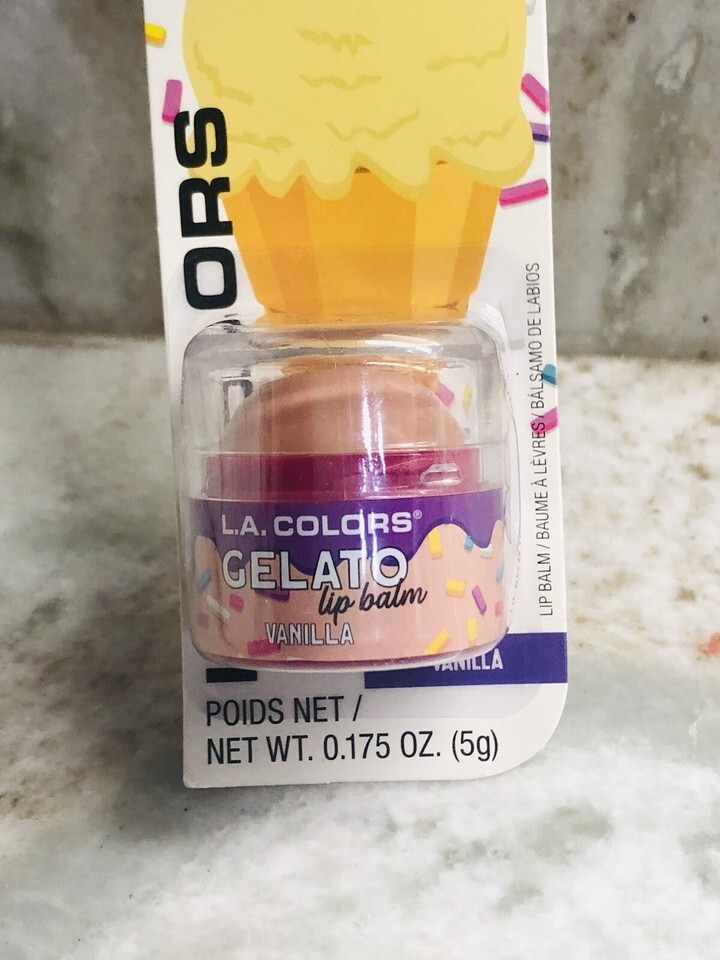 ORS
L.A. COLORS®
GELATO
lip balm
VANILLA
VANILLA
LIP BALM / BAUME À LÈVRES / BÁLSAMO DE LABIOS
POIDS NET /
NET WT. 0.175 OZ. (5g)